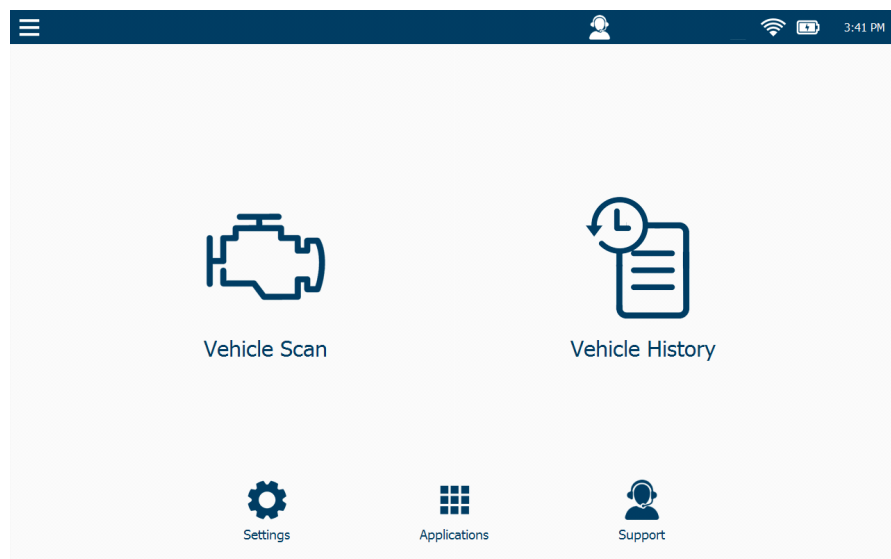 3:41 PM
Vehicle Scan
Vehicle History
Settings
Applications
Support